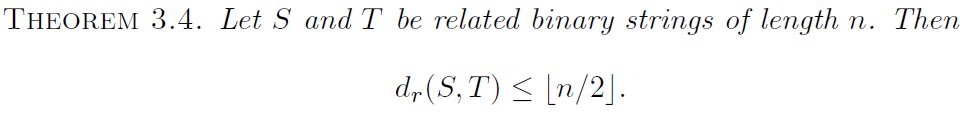 THEOREM 3.4. Let S and T be related binary strings of length n. Then
d_r(S, T) ≤ ⌊n/2⌋.